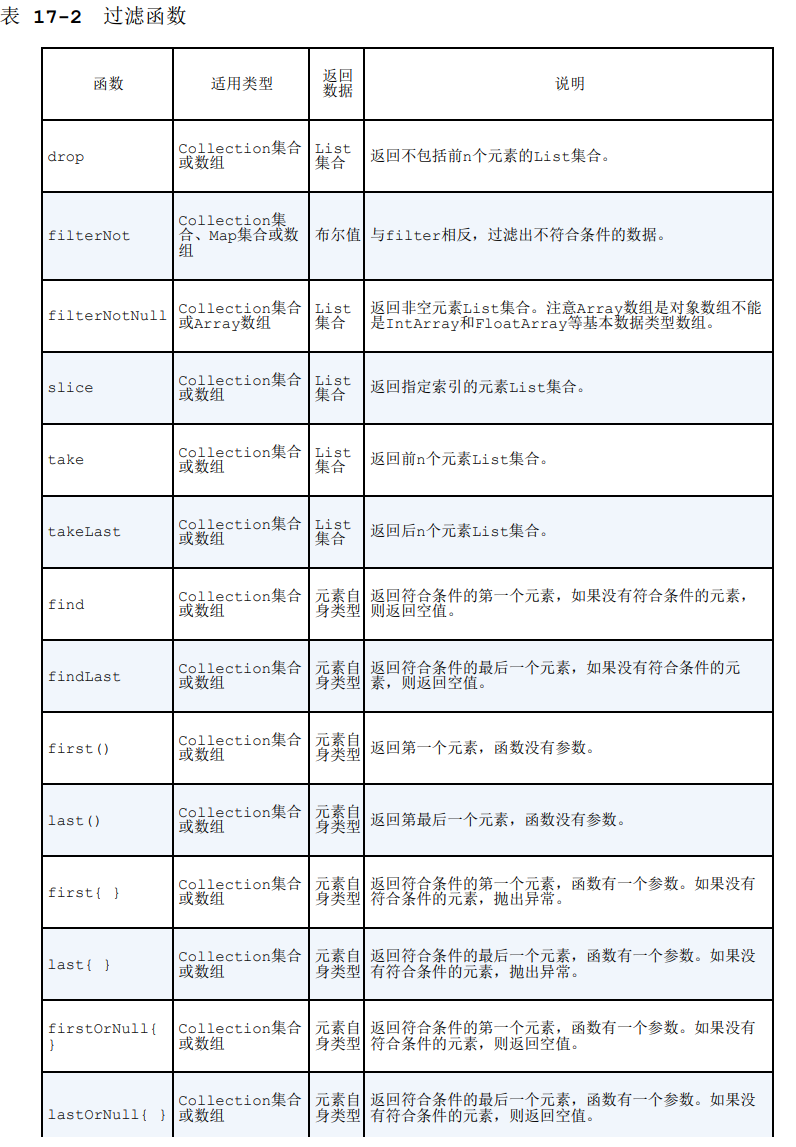 表 17-2 过滤函数
函数
适用类型
返回
数据
说明
drop
Collection集合
或数组
List
集合
返回不包括前n个元素的List集合。
filterNot
Collection集
合、Map集合或数
组
布尔值
与filter相反，过滤出不符合条件的数据。
filterNotNull
Collection集合
或Array数组
List
集合
返回非空元素List集合。注意Array数组是对象数组不能
是IntArray和FloatArray等基本数据类型数组。
slice
Collection集合
或数组
List
集合
返回指定索引的元素List集合。
take
Collection集合
或数组
List
集合
返回前n个元素List集合。
takeLast
Collection集合
或数组
List
集合
返回后n个元素List集合。
find
Collection集合
或数组
元素自
身类型
返回符合条件的第一个元素，如果没有符合条件的元素，
则返回空值。
findLast
Collection集合
或数组
元素自
身类型
返回符合条件的最后一个元素，如果没有符合条件的元
素，则返回空值。
first()
Collection集合
或数组
元素自
身类型
返回第一个元素，函数没有参数。
last()
Collection集合
或数组
元素自
身类型
返回第最后一个元素，函数没有参数。
first{ }
Collection集合
或数组
元素自
身类型
返回符合条件的第一个元素，函数有一个参数。如果没有
符合条件的元素，抛出异常。
last{ }
Collection集合
或数组
元素自
身类型
返回符合条件的最后一个元素，函数有一个参数。如果没
有符合条件的元素，抛出异常。
firstOrNull{
}
Collection集合
或数组
元素自
身类型
返回符合条件的第一个元素，函数有一个参数。如果没有
符合条件的元素，则返回空值。
lastOrNull{ }
Collection集合
或数组
元素自
身类型
返回符合条件的最后一个元素，函数有一个参数。如果没
有符合条件的元素，则返回空值。